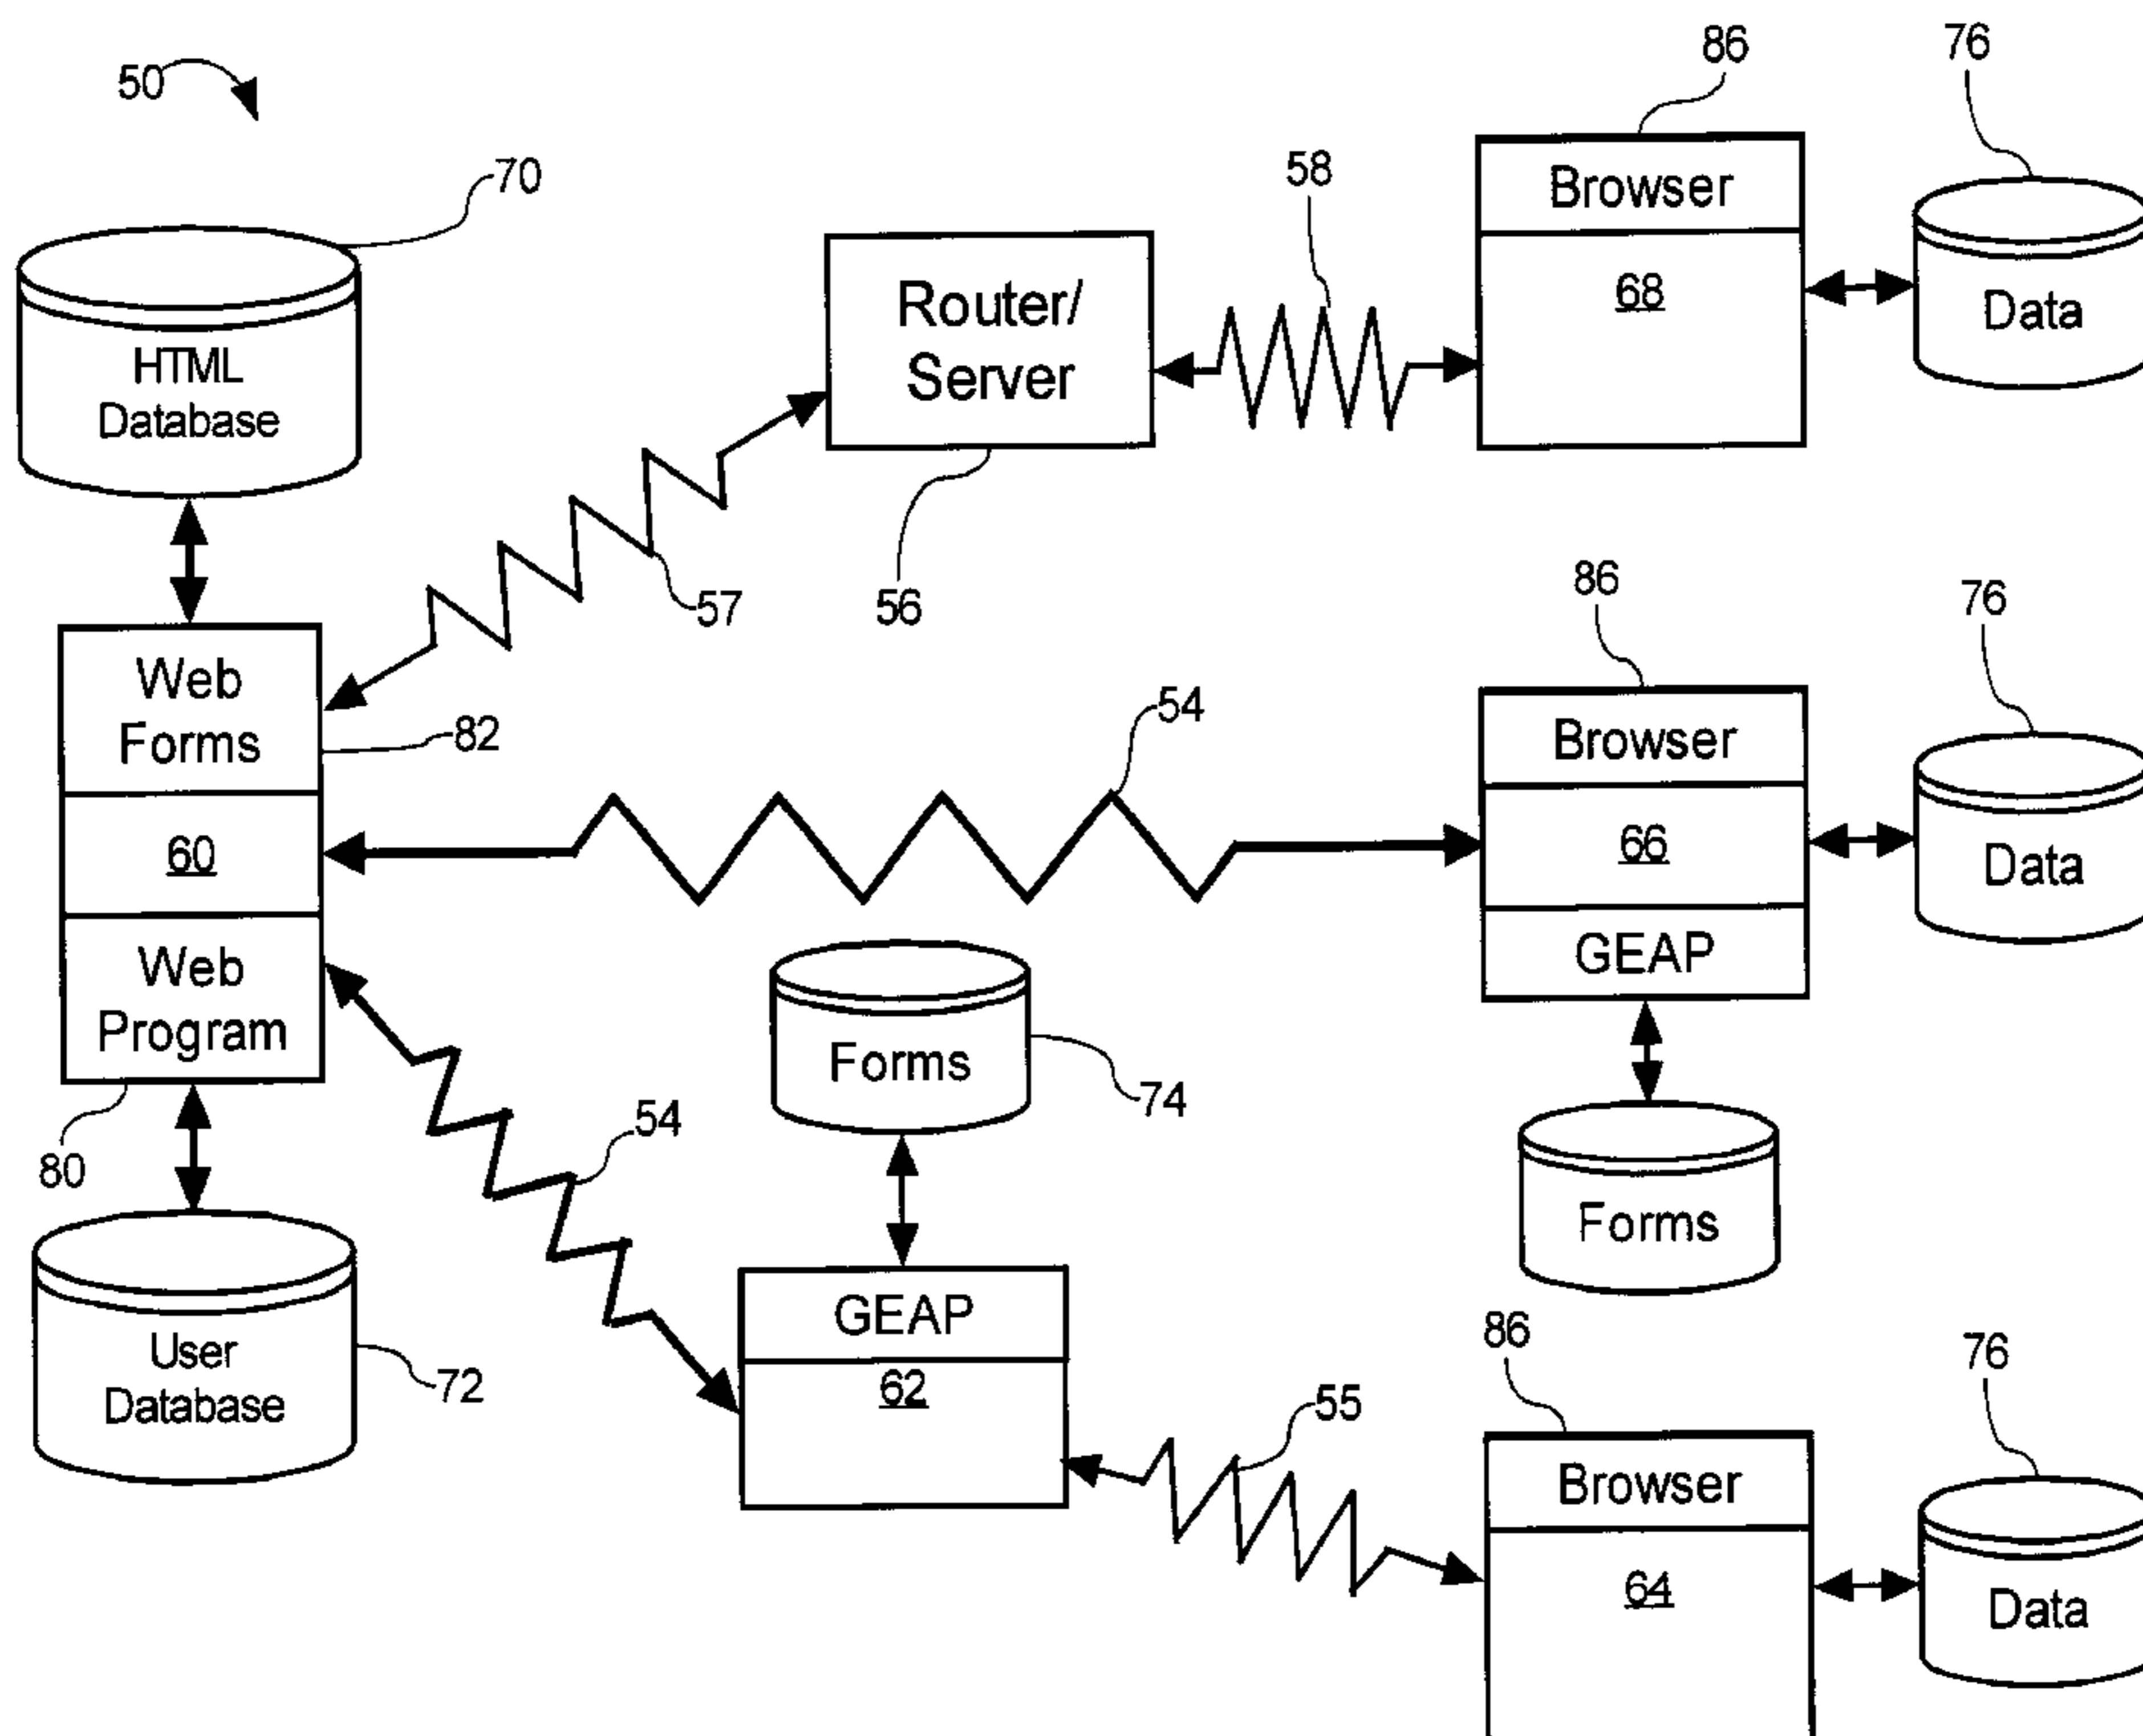 50
86
76
70
58
Browser
Router/
Server
68
Data
HTML
Database
57
56
86
76
Web
Forms
82
54
Browser
60
66
Data
Web
Program
Forms
GEAP
74
54
80
Forms
User
Database
72
GEAP
62
86
76
55
Browser
64
Data